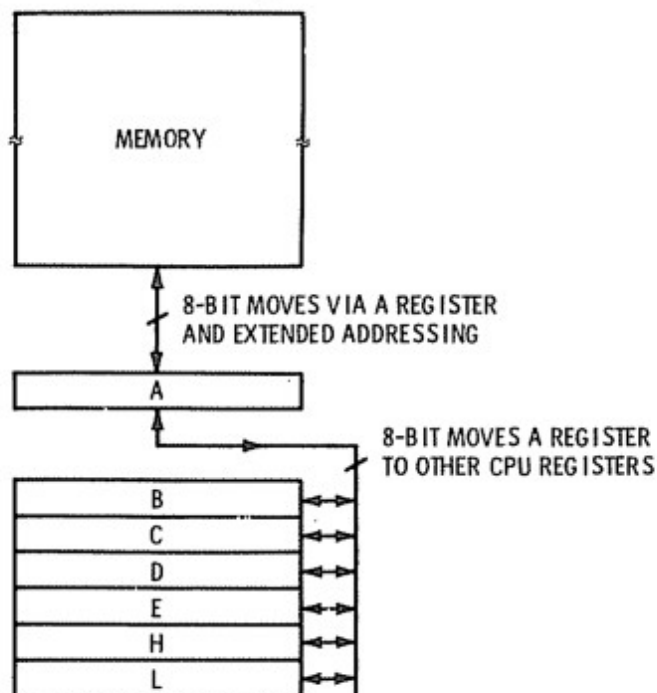 MEMORY
8-BIT MOVES VIA A REGISTER
AND EXTENDED ADDRESSING
A
8-BIT MOVES A REGISTER
TO OTHER CPU REGISTERS
B
C
D
E
H
L